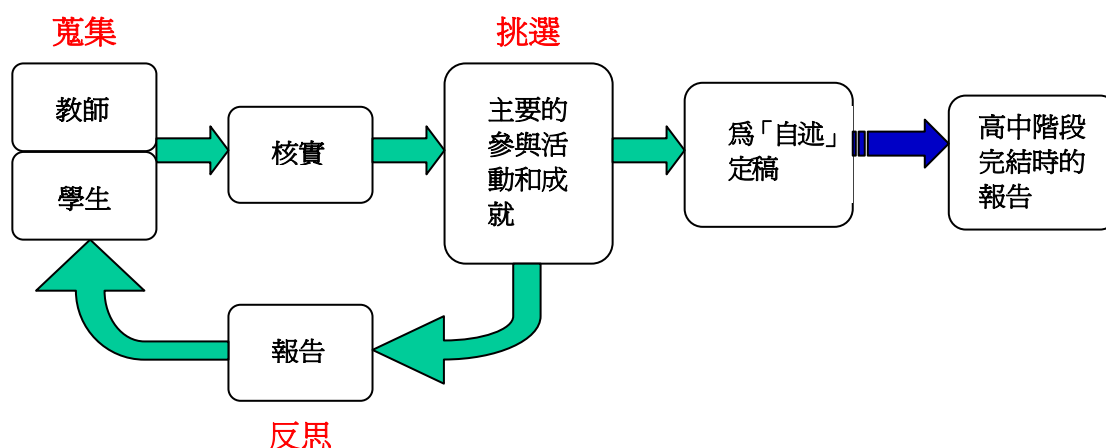 蒐集
挑選
教師
學生
核實
主要的
參與活
動和成
就
爲「自述」
定稿
高中階段
完結時的
報告
報告
反思